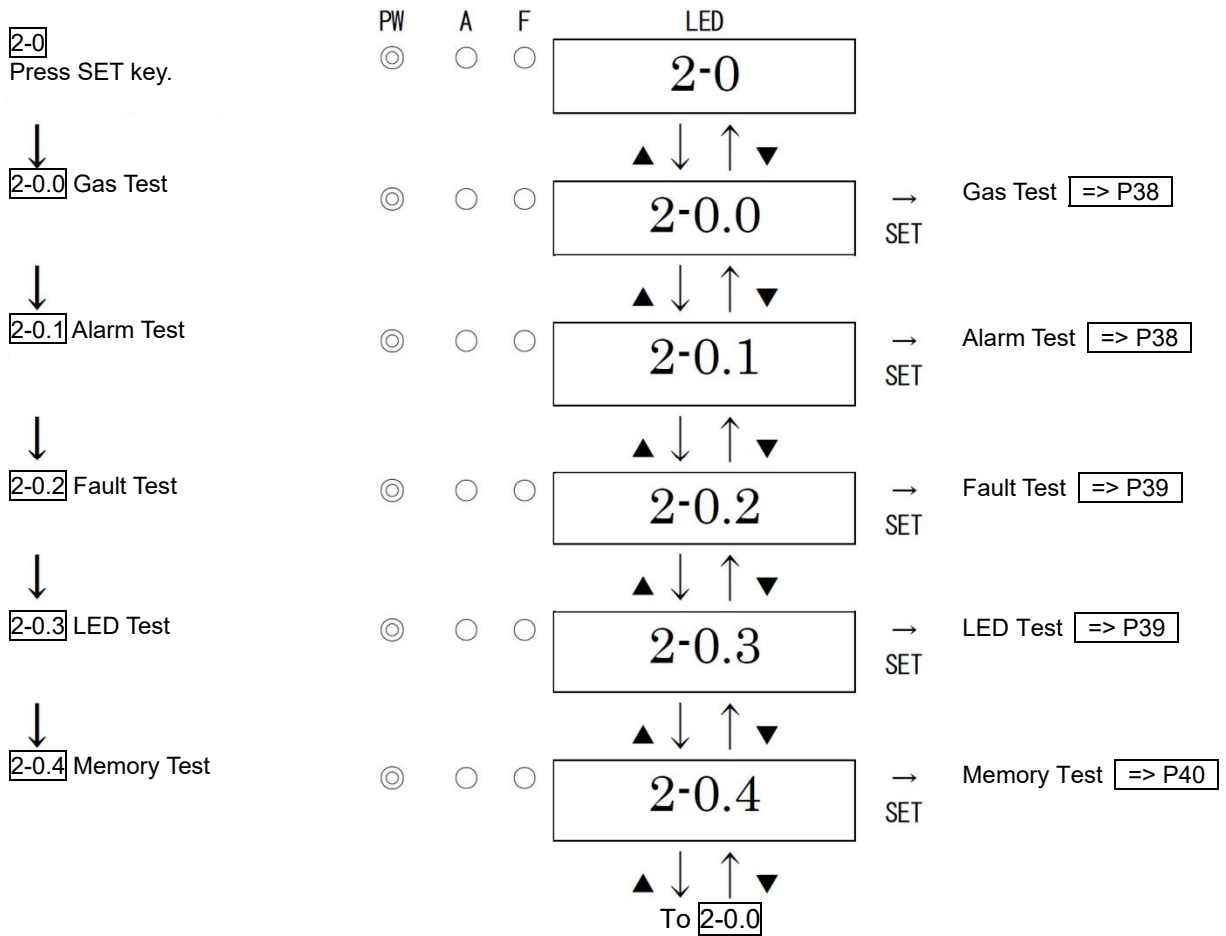 PW A F LED
2-0
Press SET key.
2-0
▲ ↓ ↑ ▼
2-0.0 Gas Test
2-0.0
→
SET
Gas Test => P38
▲ ↓ ↑ ▼
2-0.1 Alarm Test
2-0.1
→
SET
Alarm Test => P38
▲ ↓ ↑ ▼
2-0.2 Fault Test
2-0.2
→
SET
Fault Test => P39
▲ ↓ ↑ ▼
2-0.3 LED Test
2-0.3
→
SET
LED Test => P39
▲ ↓ ↑ ▼
2-0.4 Memory Test
2-0.4
→
SET
Memory Test => P40
▲ ↓ ↑ ▼
To 2-0.0